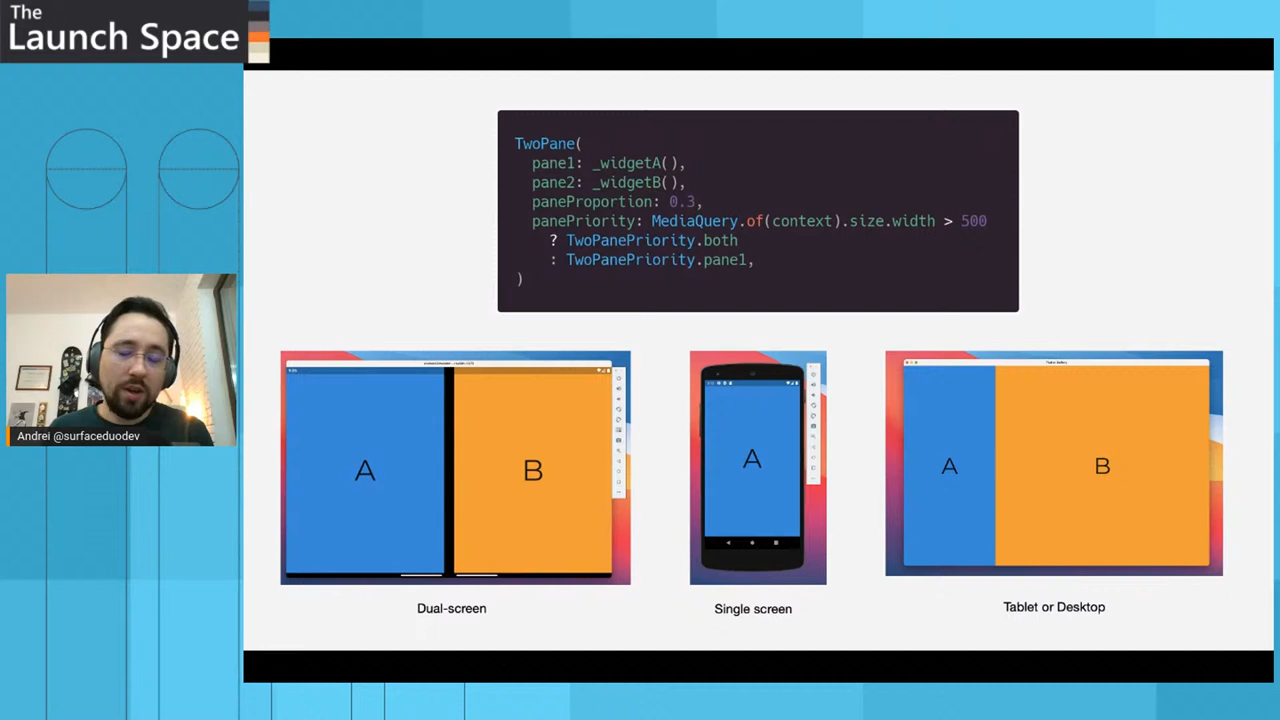 The
Launch Space
TwoPane(
pane1: _widgetA(),
pane2: _widgetB(),
paneProportion: 0.3,
panePriority: MediaQuery.of(context).size.width > 500
? TwoPanePriority.both
: TwoPanePriority.pane1,
)
A
B
A
A
B
Dual-screen
Single screen
Tablet or Desktop
Andrei @surfaceduodev